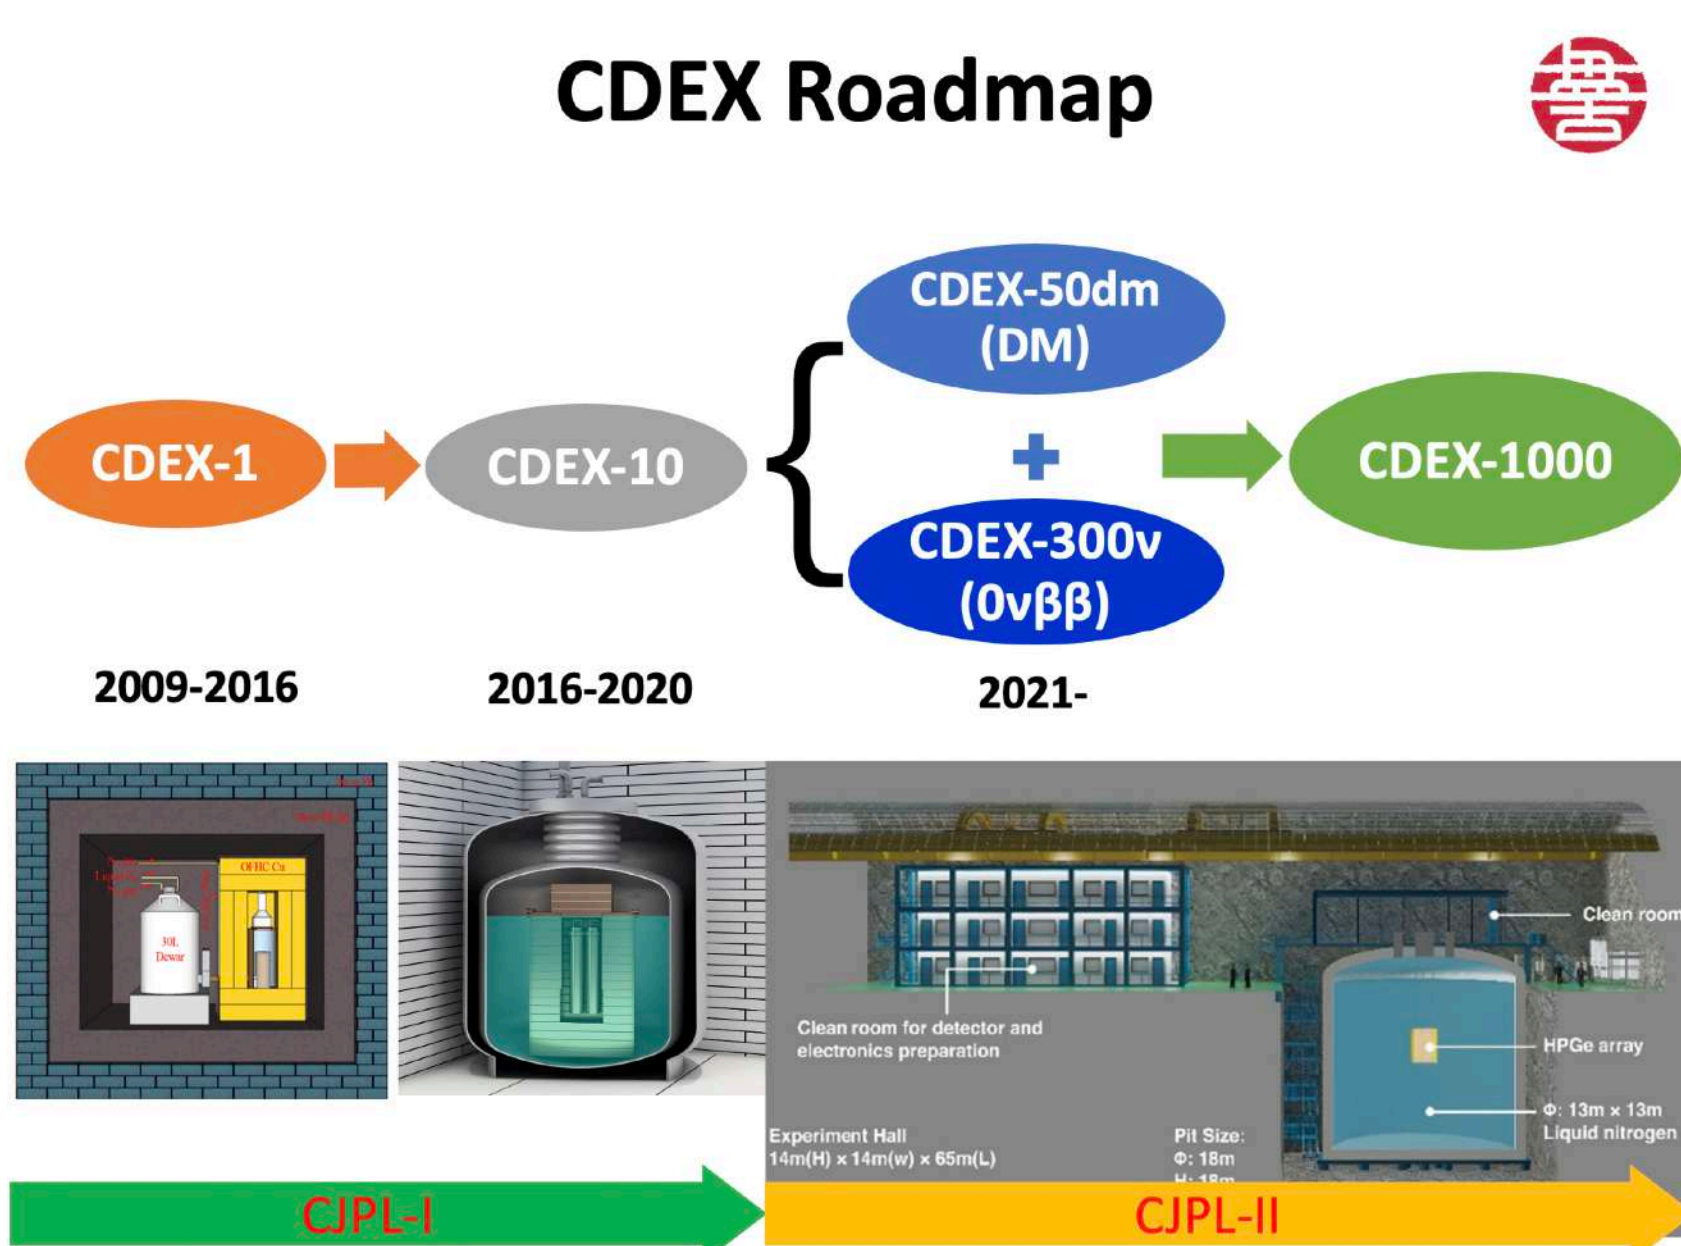 CDEX Roadmap
CDEX-50dm
(DM)
CDEX-1
CDEX-10
+
CDEX-1000
CDEX-300ν
(0νββ)
2009-2016
2016-2020
2021-
OFHC Cu
30L
Dewar
Clean room
Clean room for detector and
electronics preparation
HPGe array
Φ: 13m × 13m
Liquid nitrogen
Experiment Hall
14m(H) × 14m(w) × 65m(L)
Pit Size:
Φ: 18m
H: 18m
CJPL-I
CJPL-II